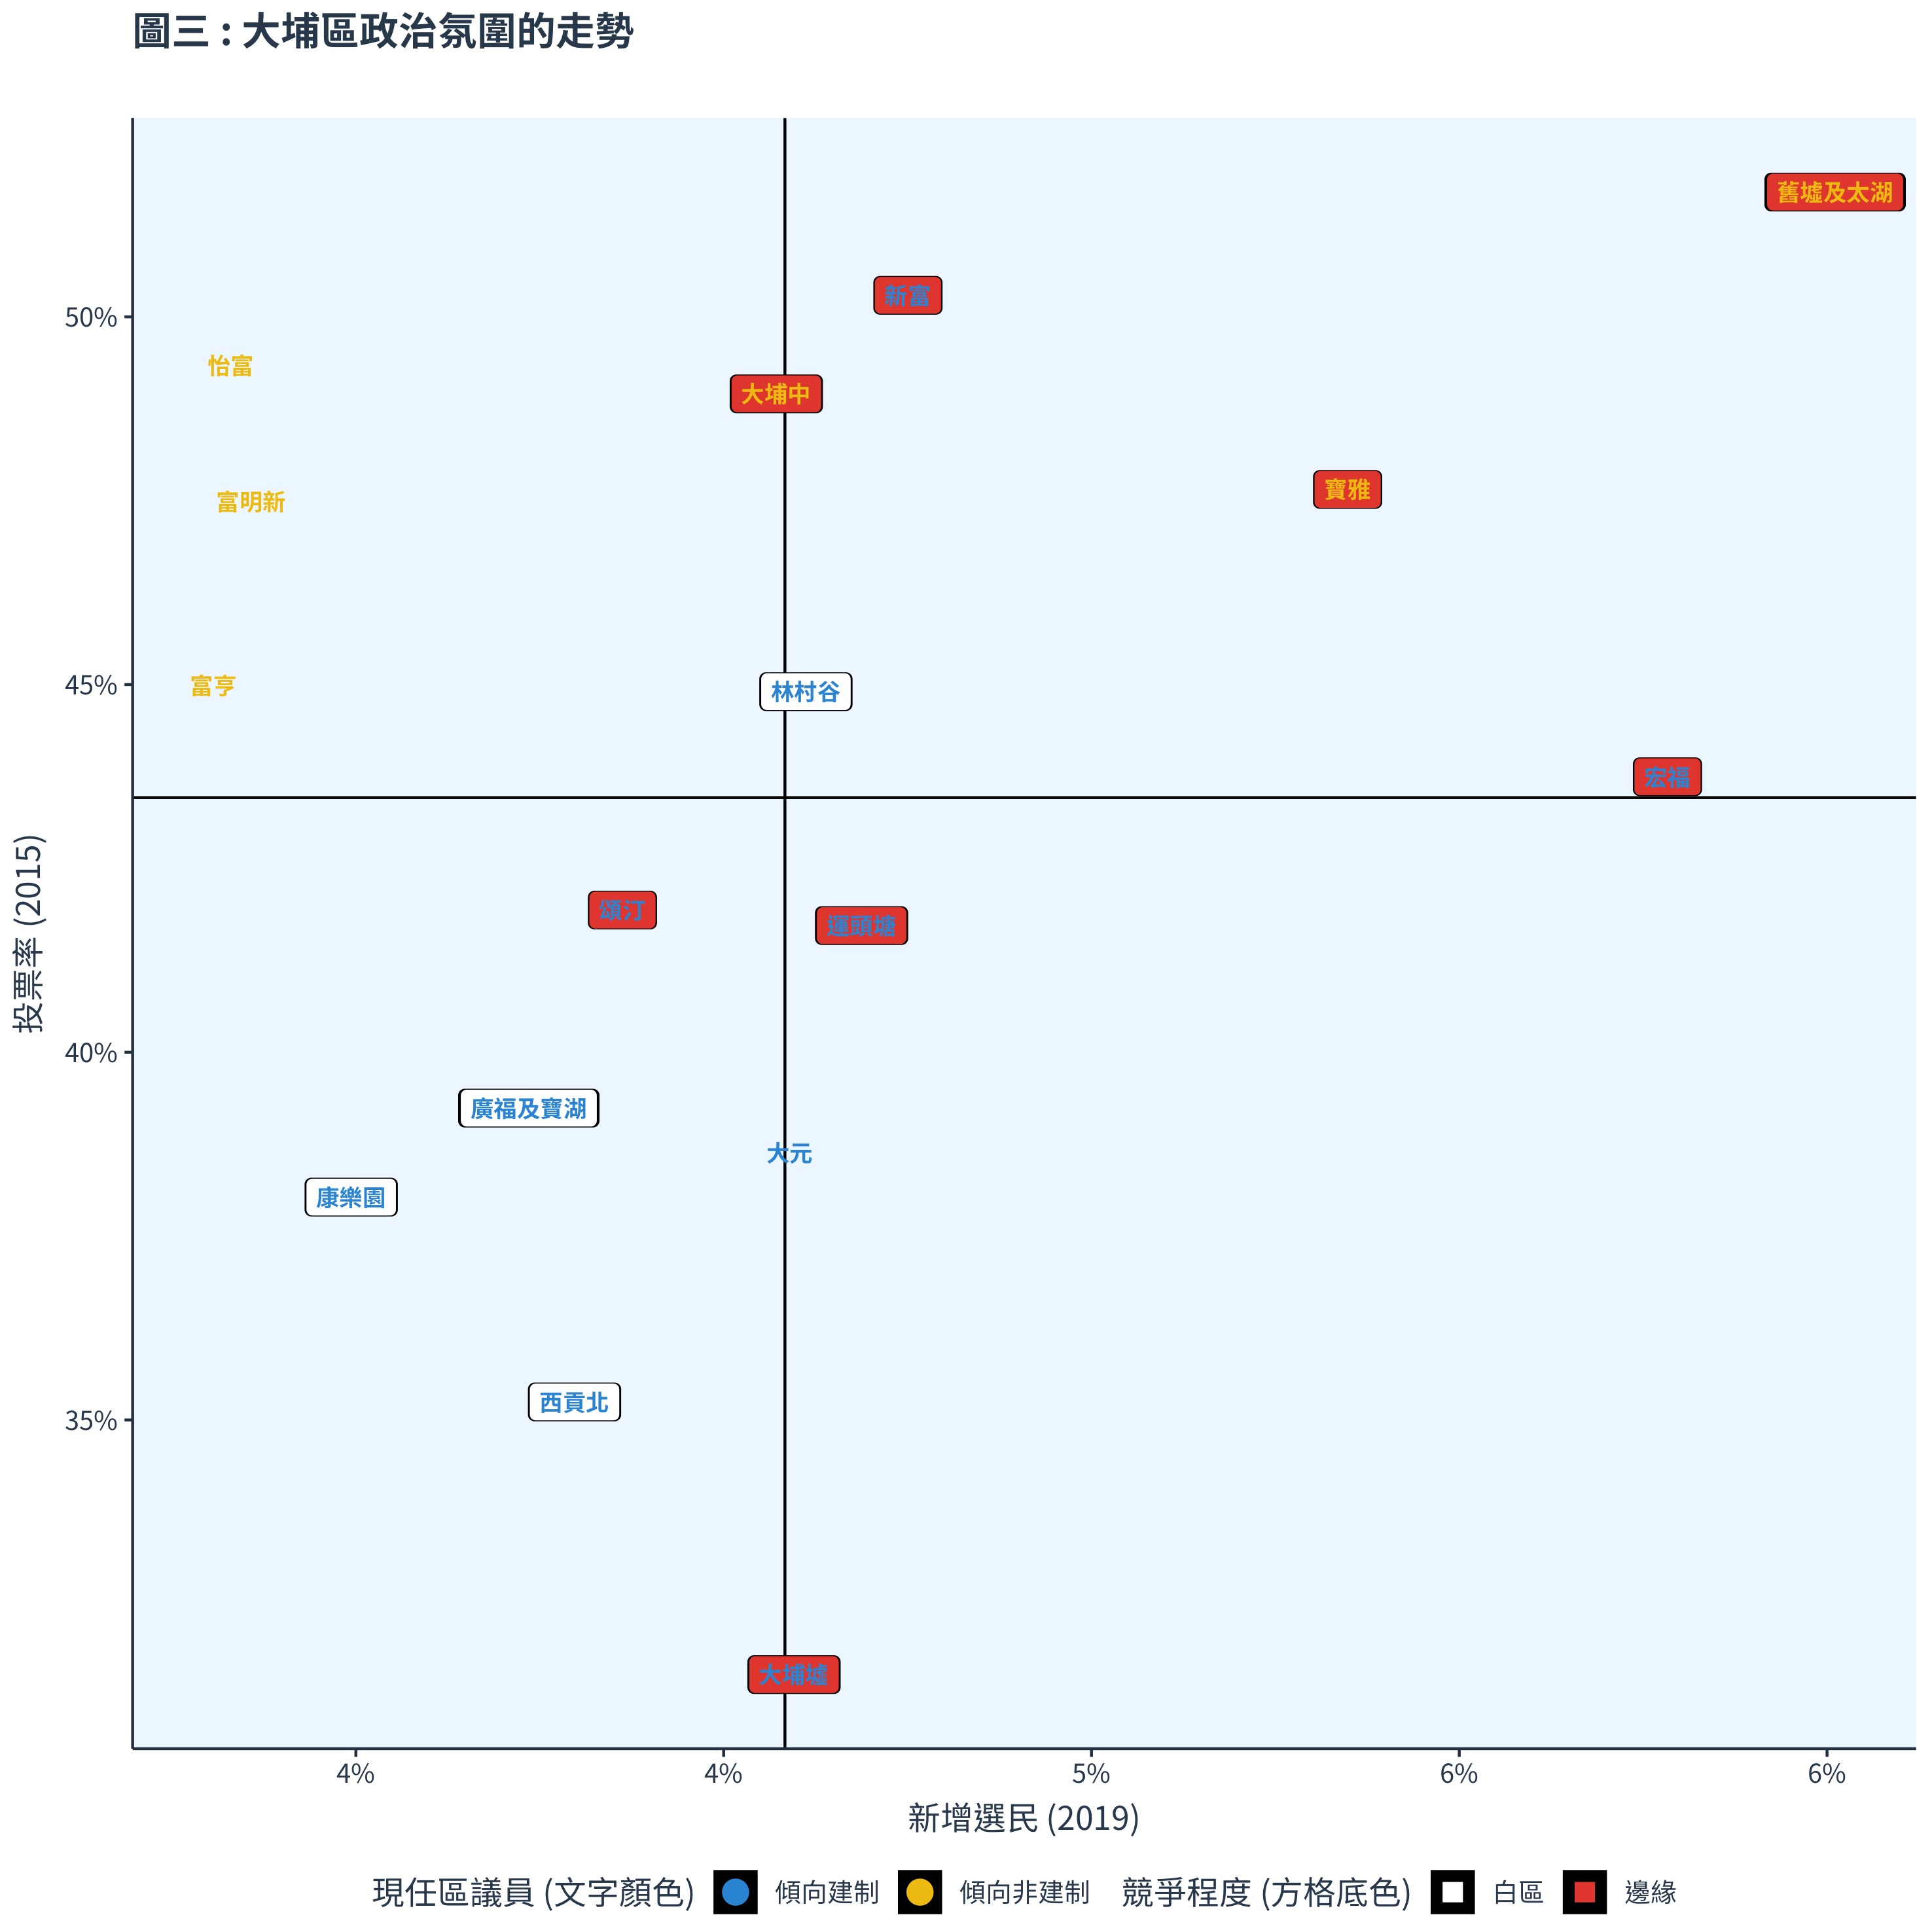 圖三 : 大埔區政治氛圍的走勢
舊墟及太湖
新富
50%
怡富
大埔中
寶雅
富明新
45%
富亨
林村谷
宏福
投票率 (2015)
頌汀
運頭塘
40%
廣福及寶湖
大元
康樂園
西貢北
35%
大埔墟
4% 4% 5% 6% 6%
新增選民 (2019)
現任區議員 (文字顏色) 傾向建制 傾向非建制 競爭程度 (方格底色) 白區 邊緣